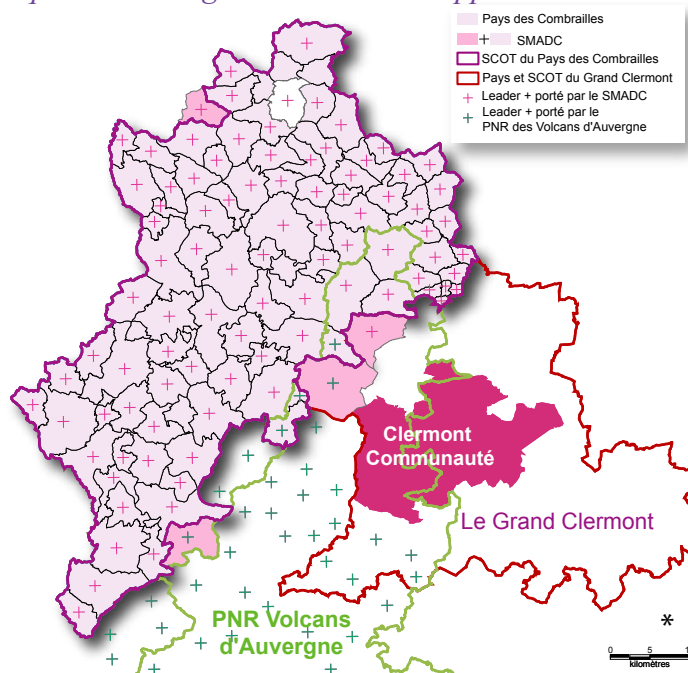 Pays des Combrailles
+ SMADC
SCOT du Pays des Combrailles
Pays et SCOT du Grand Clermont
Leader + porté par le SMADC
Leader + porté par le
PNR des Volcans d'Auvergne
Clermont
Communauté
Le Grand Clermont
PNR Volcans
d'Auvergne
*
0 5 1
kilomètres